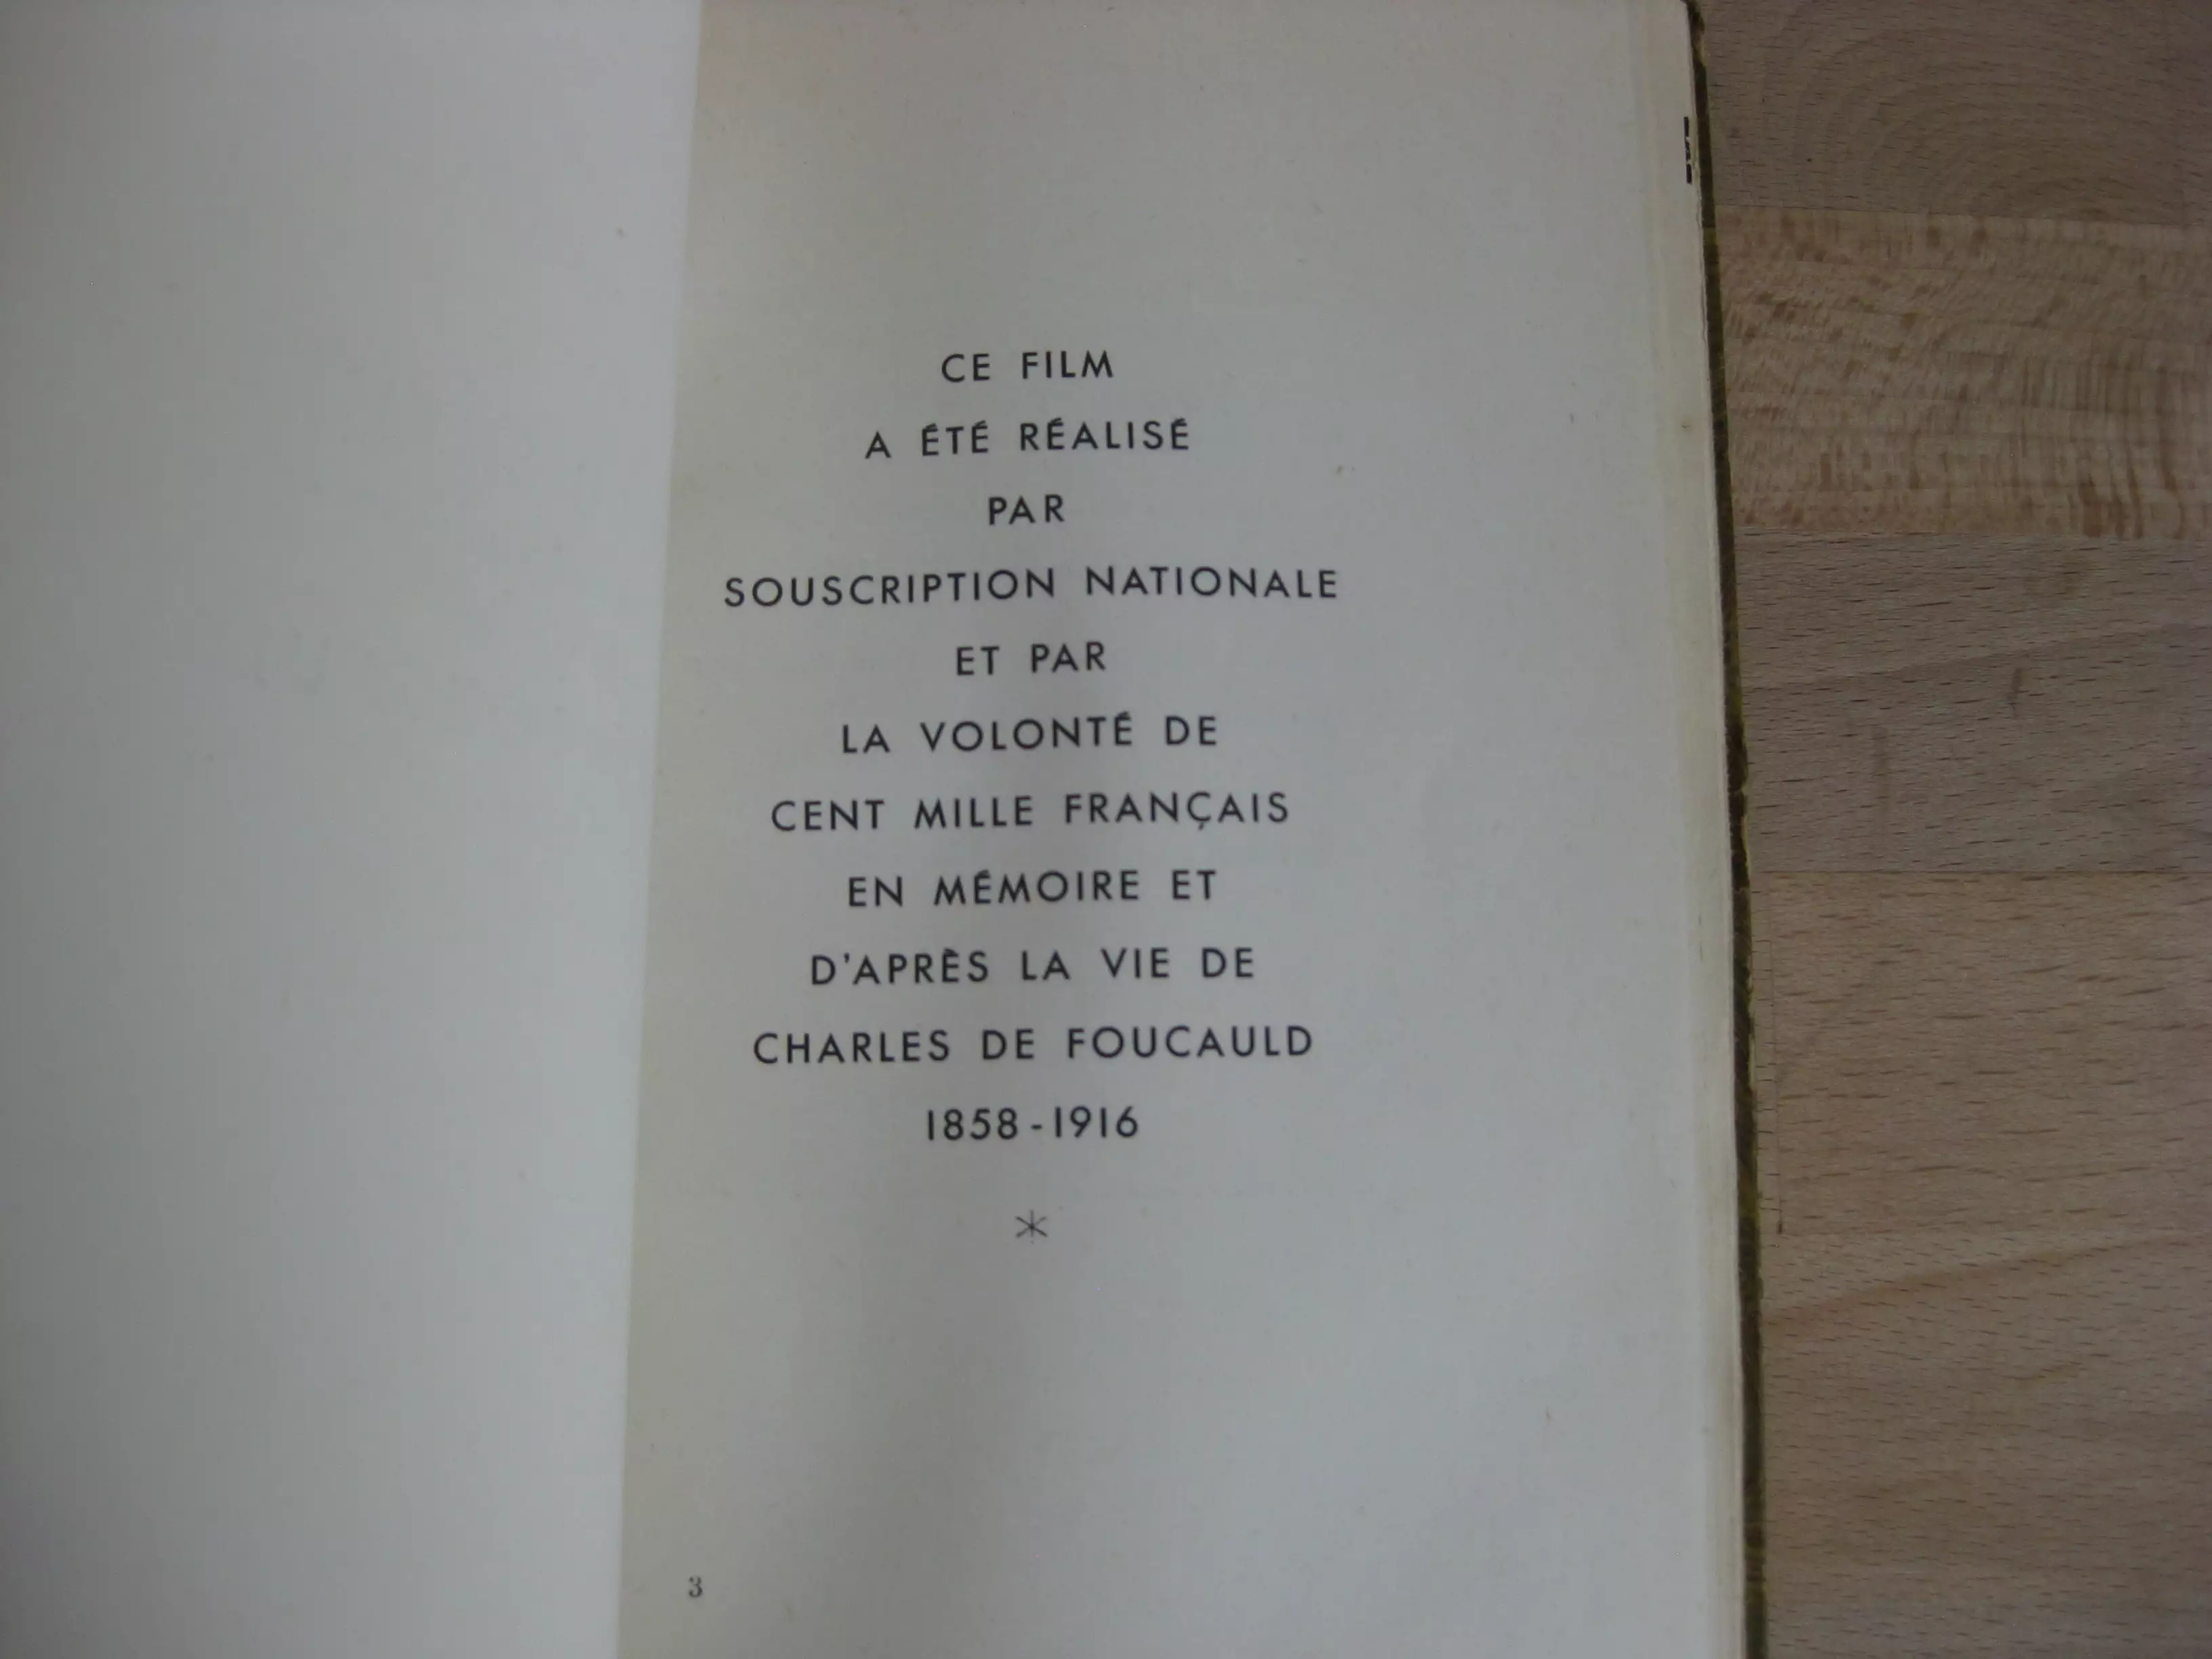 CE FILM
A ÉTÉ RÉALISÉ
PAR
SOUSCRIPTION NATIONALE
ET PAR
LA VOLONTÉ DE
CENT MILLE FRANÇAIS
EN MÉMOIRE ET
D'APRÈS LA VIE DE
CHARLES DE FOUCAULD
1858-1916
*
3